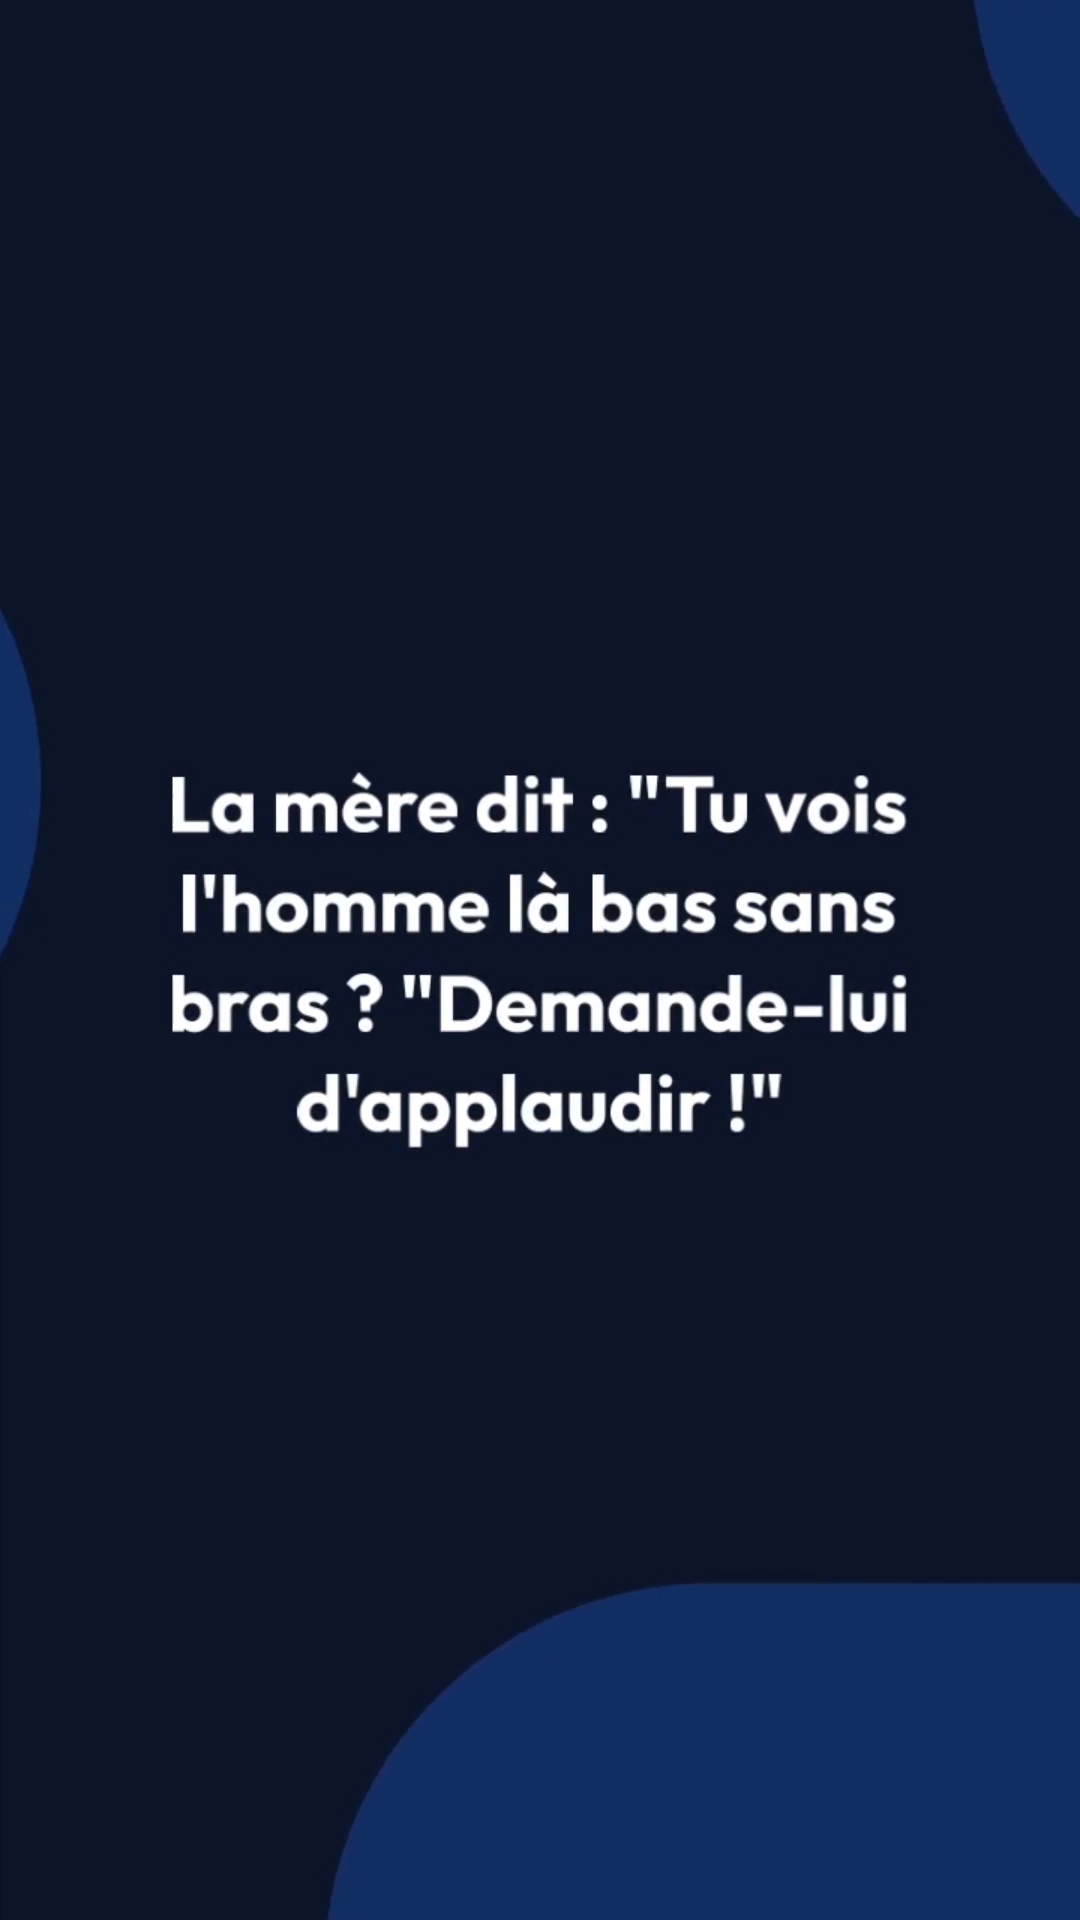 La mère dit : "Tu vois
l'homme là bas sans
bras ? "Demande-lui
d'applaudir !"